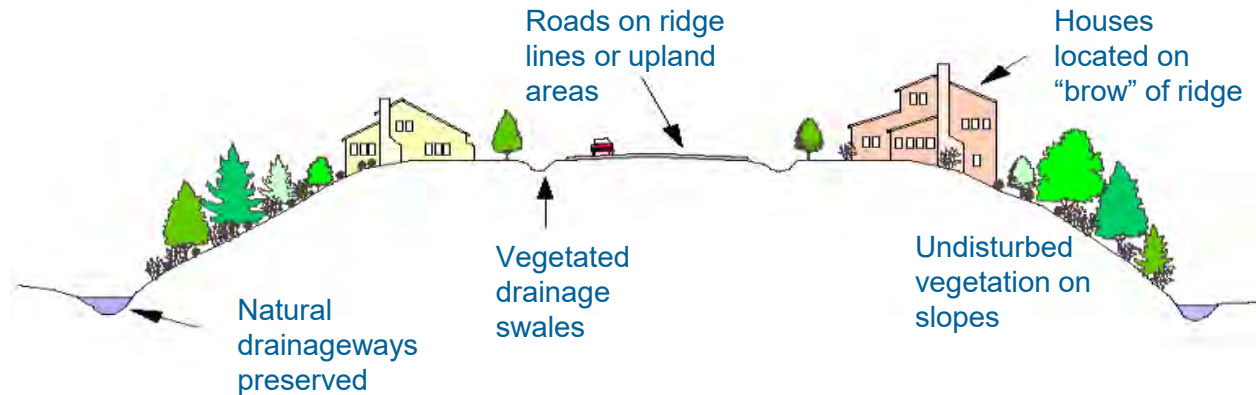 Roads on ridge
lines or upland
areas
Houses
located on
“brow” of ridge
Vegetated
drainage
swales
Undisturbed
vegetation on
slopes
Natural
drainageways
preserved